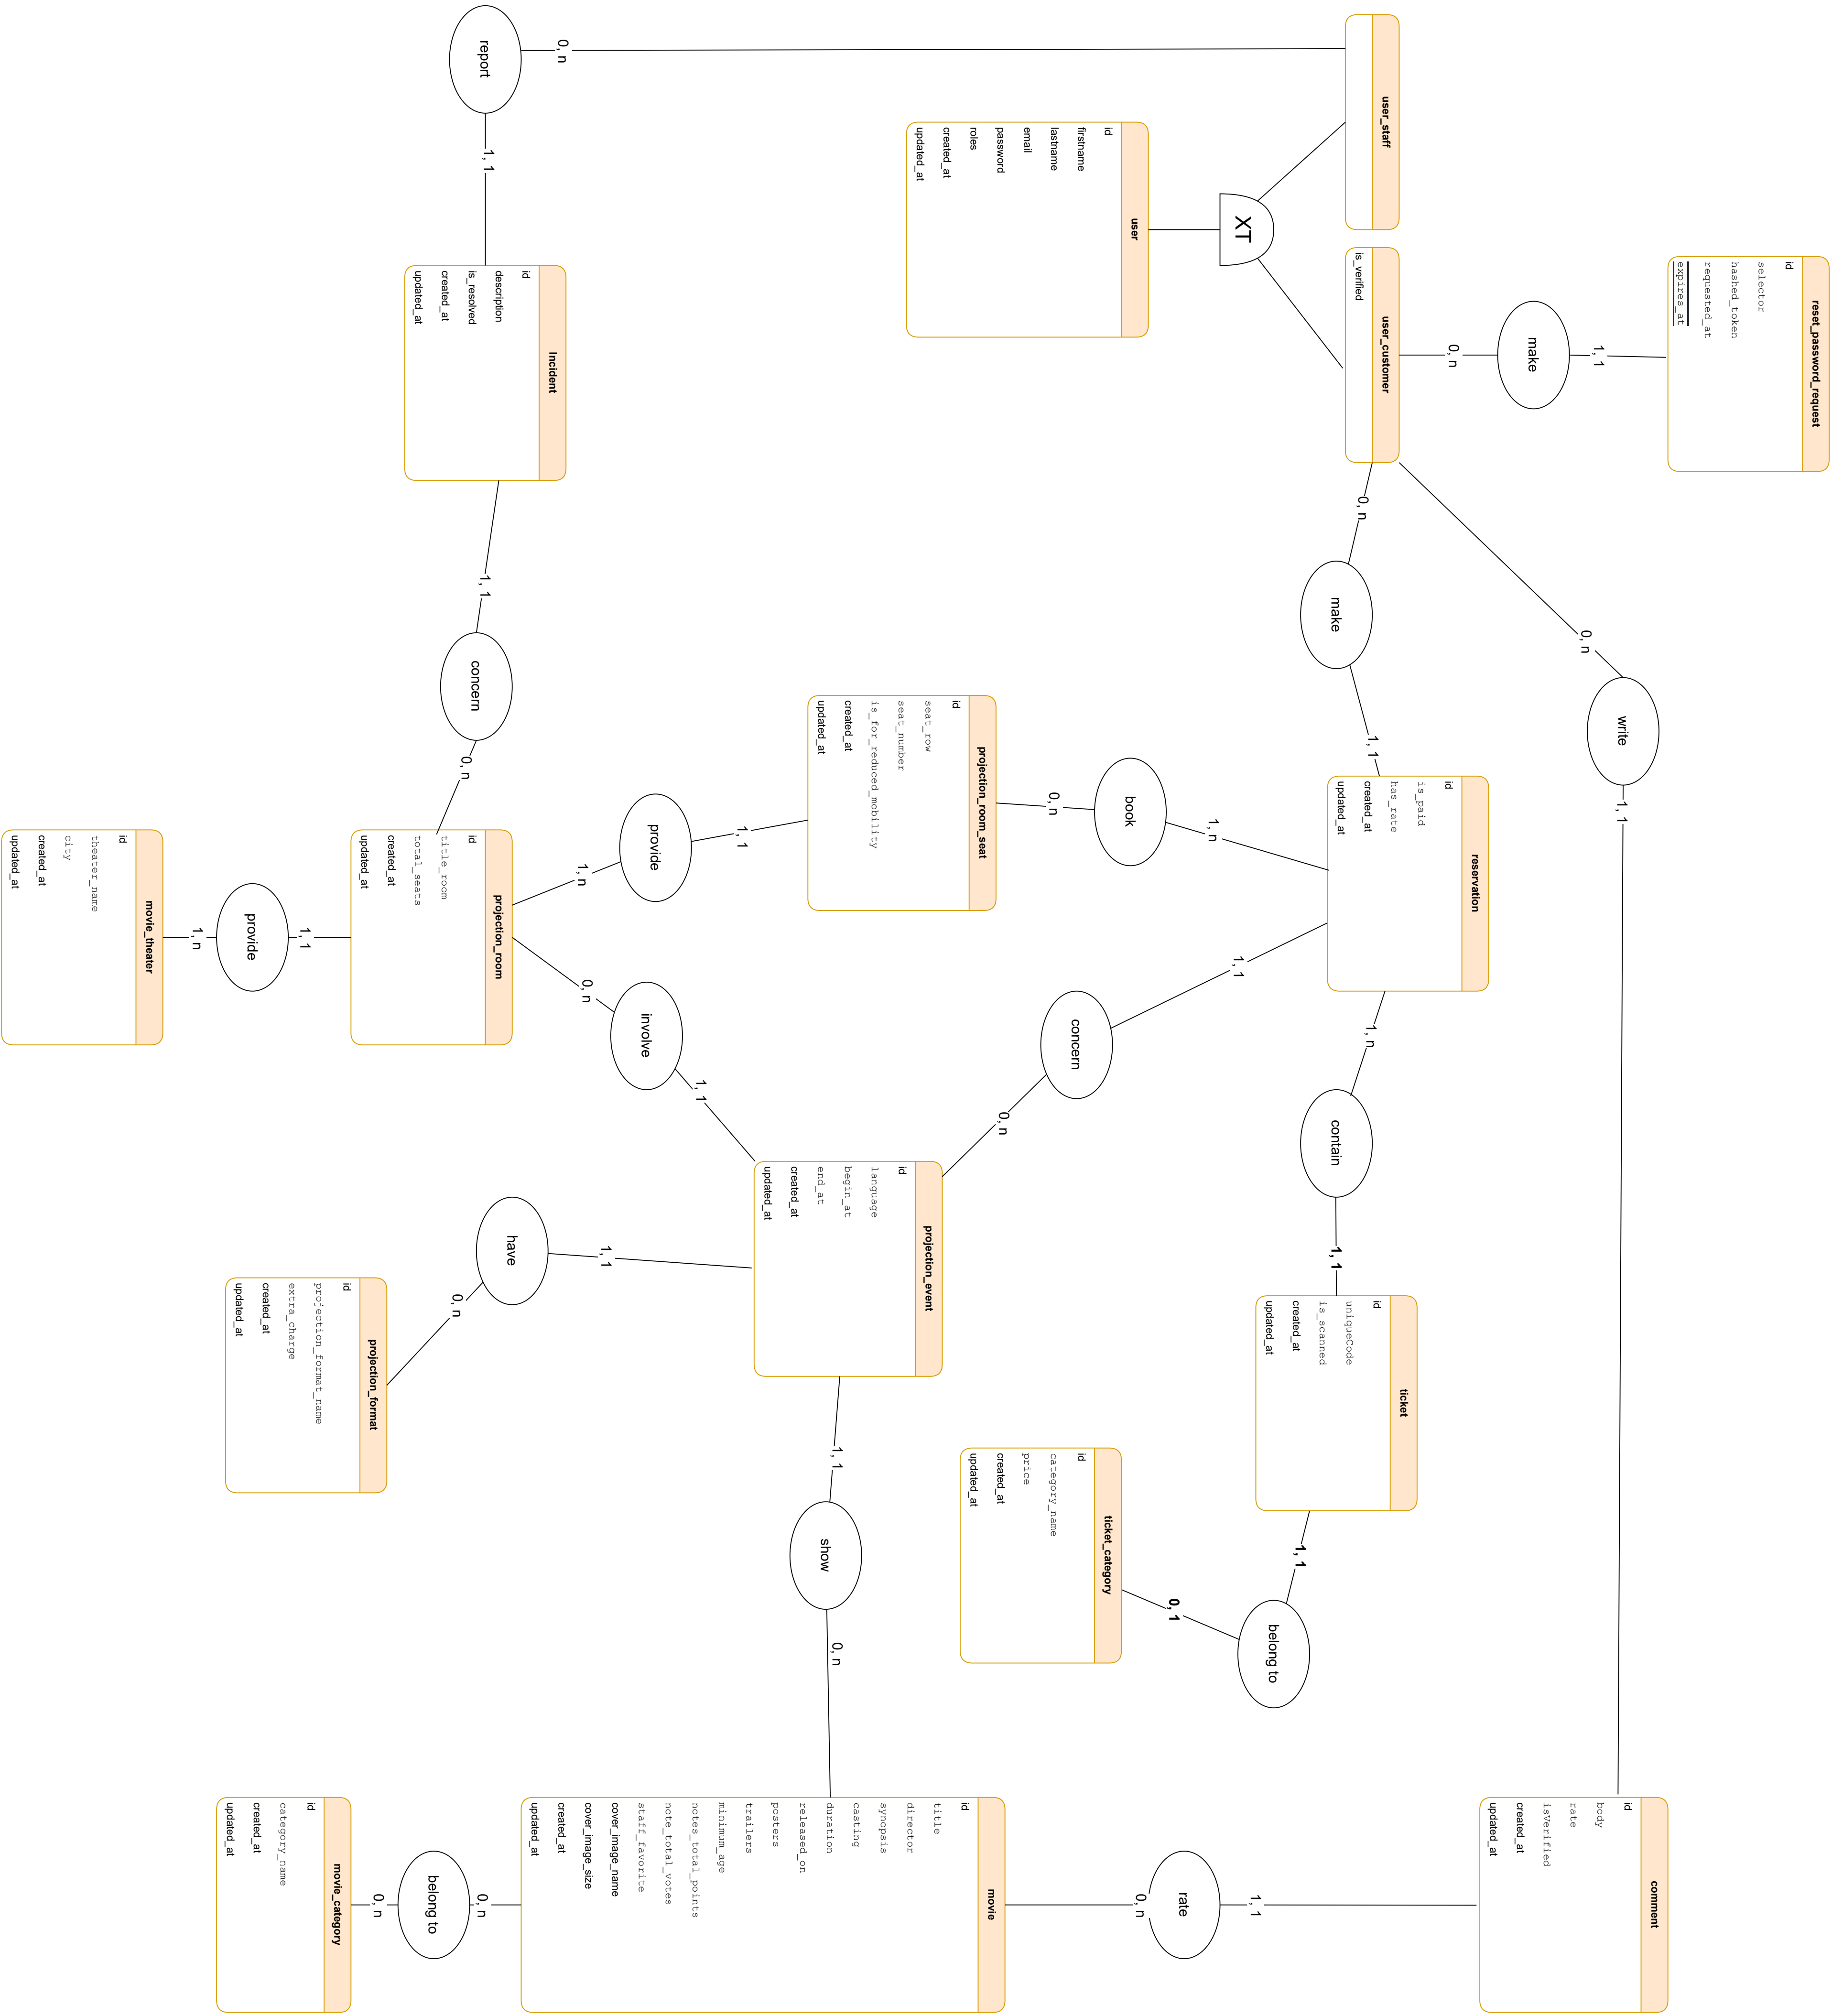 reset_password_request
id
selector
hashed_token
requested_at
expires_at
1, 1
make
0, n
comment
id
body
rate
isVerified
created_at
updated_at
0, n
write
1, 1
user_staff
user_customer
is_verified
0, n
make
1, 1
reservation
id
is_paid
has_rate
created_at
updated_at
1, n
contain
1, 1
ticket
id
uniqueCode
is_scanned
created_at
updated_at
1, 1
belong to
0, 1
ticket_category
id
category_name
price
created_at
updated_at
XT
user
id
firstname
lastname
email
password
roles
created_at
updated_at
1, n
book
0, n
projection_room_seat
id
seat_row
seat_number
is_for_reduced_mobility
created_at
updated_at
1, 1
concern
0, n
projection_event
id
language
begin_at
end_at
created_at
updated_at
1, 1
rate
0, n
movie
id
title
director
synopsis
casting
duration
released_on
posters
trailers
minimum_age
notes_total_points
note_total_votes
staff_favorite
cover_image_name
cover_image_size
created_at
updated_at
1, 1
show
0, n
0, n
report
1, 1
Incident
id
description
is_resolved
created_at
updated_at
1, 1
concern
0, n
1, 1
provide
1, n
1, 1
involve
0, n
projection_room
id
title_room
total_seats
created_at
updated_at
1, 1
have
0, n
projection_format
id
projection_format_name
extra_charge
created_at
updated_at
0, n
belong to
0, n
movie_category
id
category_name
created_at
updated_at
1, 1
provide
1, n
movie_theater
id
theater_name
city
created_at
updated_at